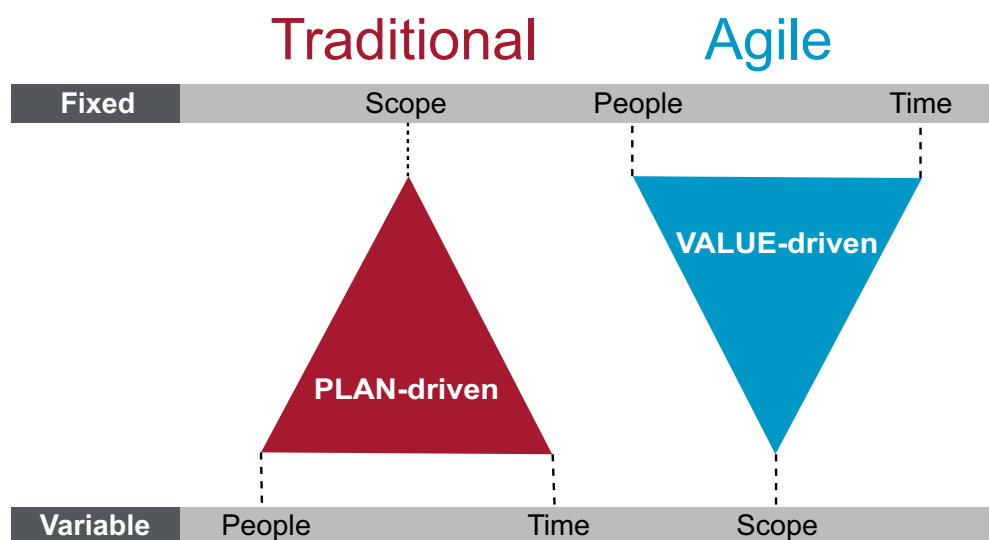 Traditional Agile
Fixed Scope People Time
VALUE-driven
PLAN-driven
Variable People Time Scope